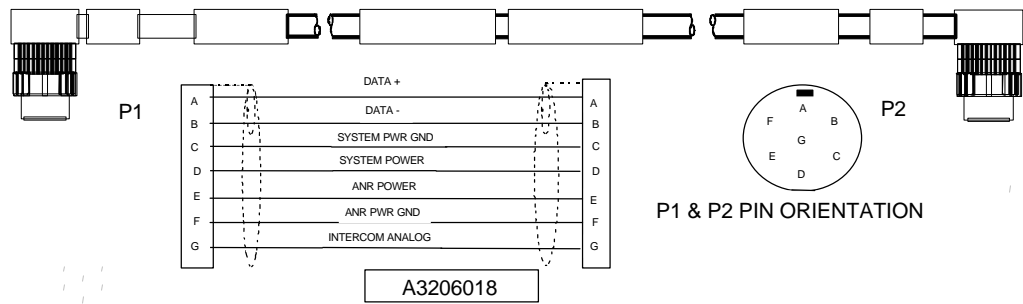 P1
P2
DATA +
A A
DATA -
B B
SYSTEM PWR GND
C C
SYSTEM POWER
D D
ANR POWER
E E
ANR PWR GND
F F
INTERCOM ANALOG
G G
A
F B
G
E C
D
P1 & P2 PIN ORIENTATION
A3206018